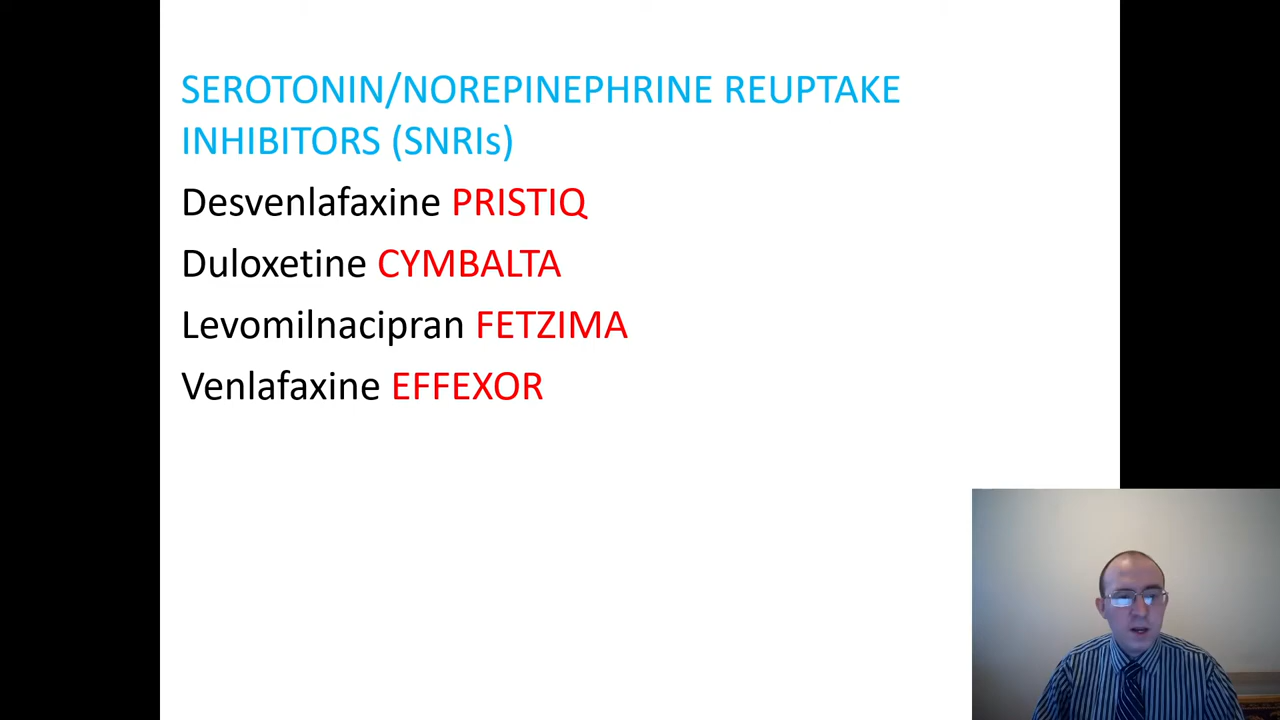 SEROTONIN/NOREPINEPHRINE REUPTAKE
INHIBITORS (SNRIs)
Desvenlafaxine PRISTIQ
Duloxetine CYMBALTA
Levomilnacipran FETZIMA
Venlafaxine EFFEXOR